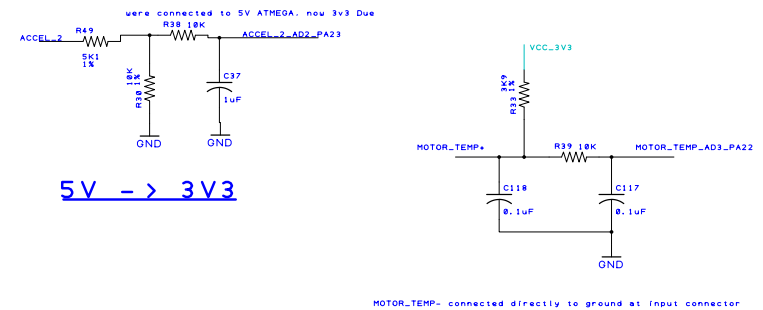 were connected to 5V ATMEGA, now 3v3 Due
R49
R38 10K
ACCEL_2
ACCEL_2_AD2_PA23
5K1
1%
10K
1%
R30
C37
1uF
GND
GND
5V -> 3V3
VCC_3V3
3K9
1%
R33
MOTOR_TEMP+
R39 10K
MOTOR_TEMP_AD3_PA22
C118
0.1uF
C117
0.1uF
GND
MOTOR_TEMP- connected directly to ground at input connector